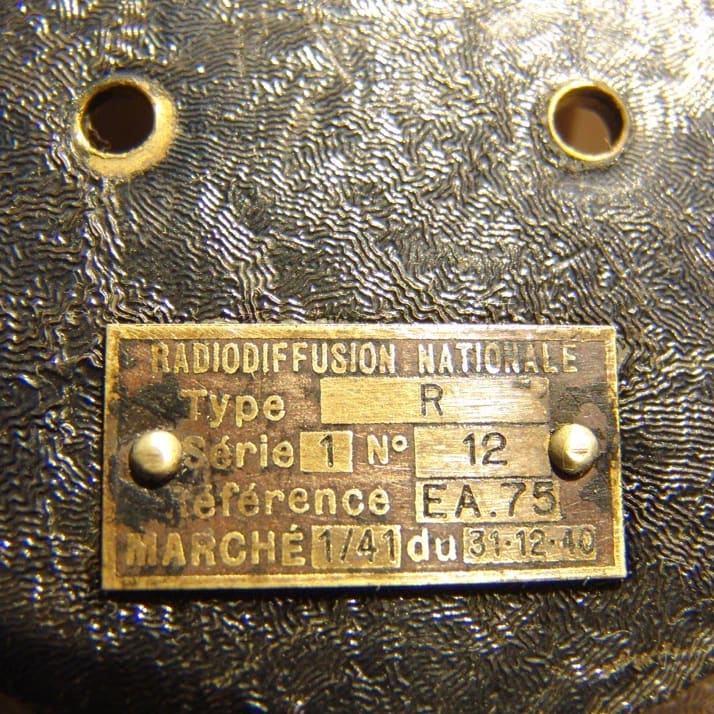 RADIODIFFUSION NATIONALE
Type R
Série 1 N° 12
Référence EA.75
MARCHÉ 1/41 du 31-12-40